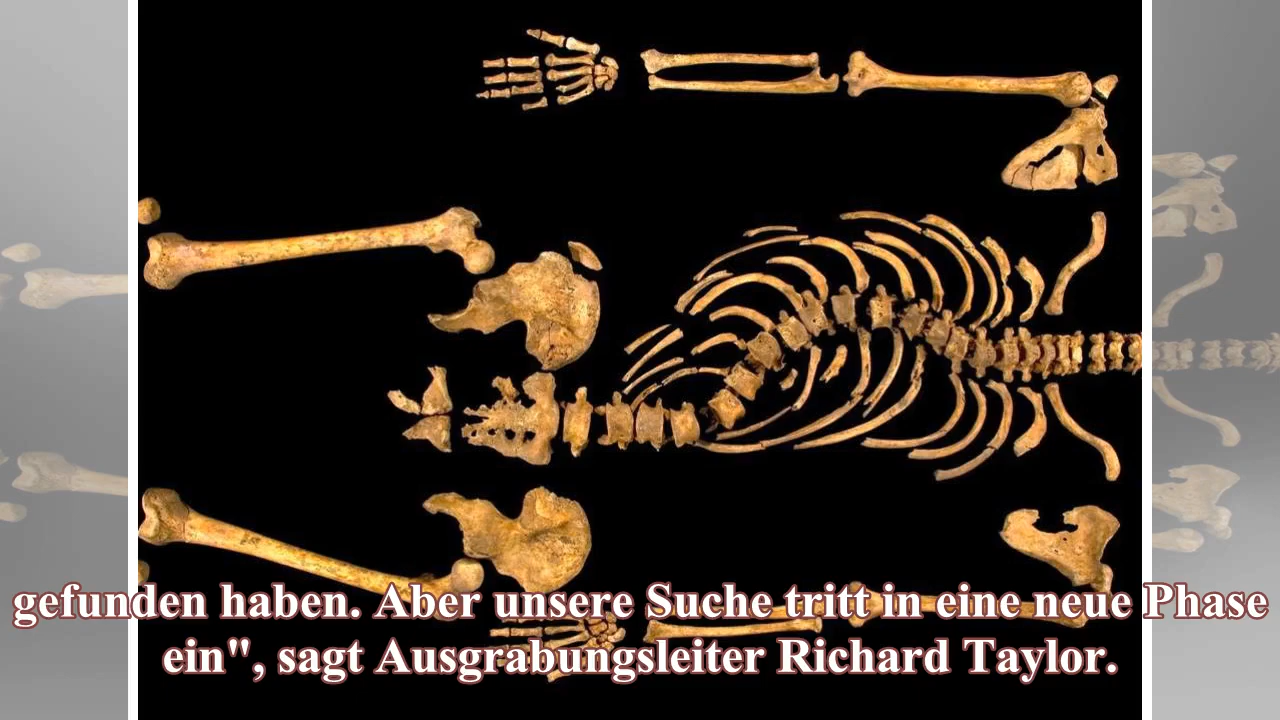 gefunden haben. Aber unsere Suche tritt in eine neue Phase
ein", sagt Ausgrabungsleiter Richard Taylor.